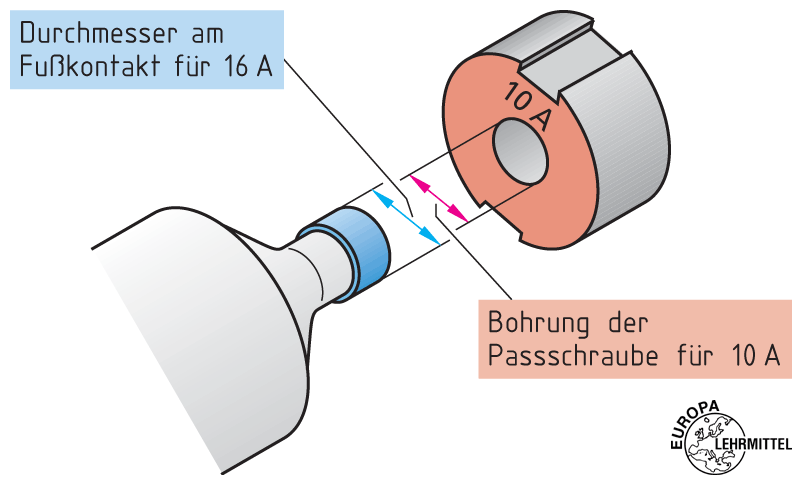 Durchmesser am
Fußkontakt für 16 A
10 A
Bohrung der
Passschraube für 10 A
EUROPA
LEHRMITTEL